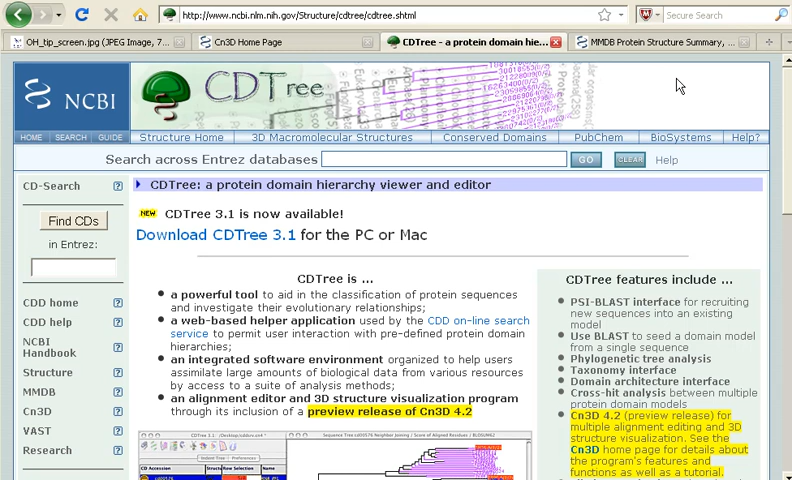 http://www.ncbi.nlm.nih.gov/Structure/cdtree/cdtree.shtml
Secure Search
OH_tip_screen.jpg (JPEG Image, 7...
Cn3D Home Page
CDTree - a protein domain hie...
MMDB Protein Structure Summary, ...
NCBI
CDTree
HOME SEARCH GUIDE
Structure Home
3D Macromolecular Structures
Conserved Domains
PubChem
BioSystems
Help?
Search across Entrez databases
GO
CLEAR
Help
CD-Search ?
Find CDs
in Entrez:
CDD home ?
CDD help ?
NCBI
Handbook ?
Structure ?
MMDB ?
Cn3D ?
VAST ?
Research ?
CDTree: a protein domain hierarchy viewer and editor
NEW CDTree 3.1 is now available!
Download CDTree 3.1 for the PC or Mac
CDTree is ...
a powerful tool to aid in the classification of protein sequences
and investigate their evolutionary relationships;
a web-based helper application used by the CDD on-line search
service to permit user interaction with pre-defined protein domain
hierarchies;
an integrated software environment organized to help users
assimilate large amounts of biological data from various resources
by access to a suite of analysis methods;
an alignment editor and 3D structure visualization program
through its inclusion of a preview release of Cn3D 4.2
CDTree features include ...
PSI-BLAST interface for recruiting
new sequences into an existing
model
Use BLAST to seed a domain model
from a single sequence
Phylogenetic tree analysis
Taxonomy interface
Domain architecture interface
Cross-hit analysis between multiple
protein domain models
Cn3D 4.2 (preview release) for
multiple alignment editing and 3D
structure visualization. See the
Cn3D home page for details about
the program's features and
functions as well as a tutorial.